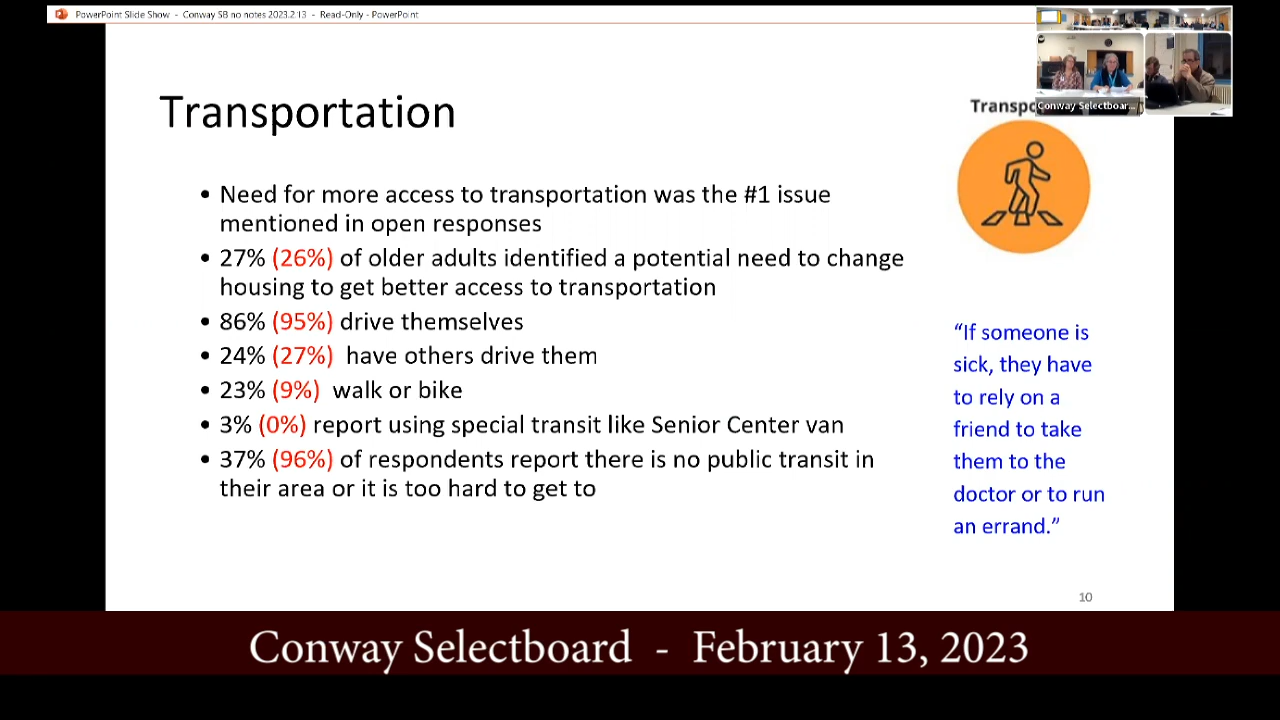 PowerPoint Slide Show - Conway SB no notes 2023.2.13 - Read-Only - PowerPoint
Transportation
Conway Selectboar...
• Need for more access to transportation was the #1 issue
mentioned in open responses
• 27% (26%) of older adults identified a potential need to change
housing to get better access to transportation
• 86% (95%) drive themselves
• 24% (27%) have others drive them
• 23% (9%) walk or bike
• 3% (0%) report using special transit like Senior Center van
• 37% (96%) of respondents report there is no public transit in
their area or it is too hard to get to
“If someone is
sick, they have
to rely on a
friend to take
them to the
doctor or to run
an errand.”
10
Conway Selectboard - February 13, 2023